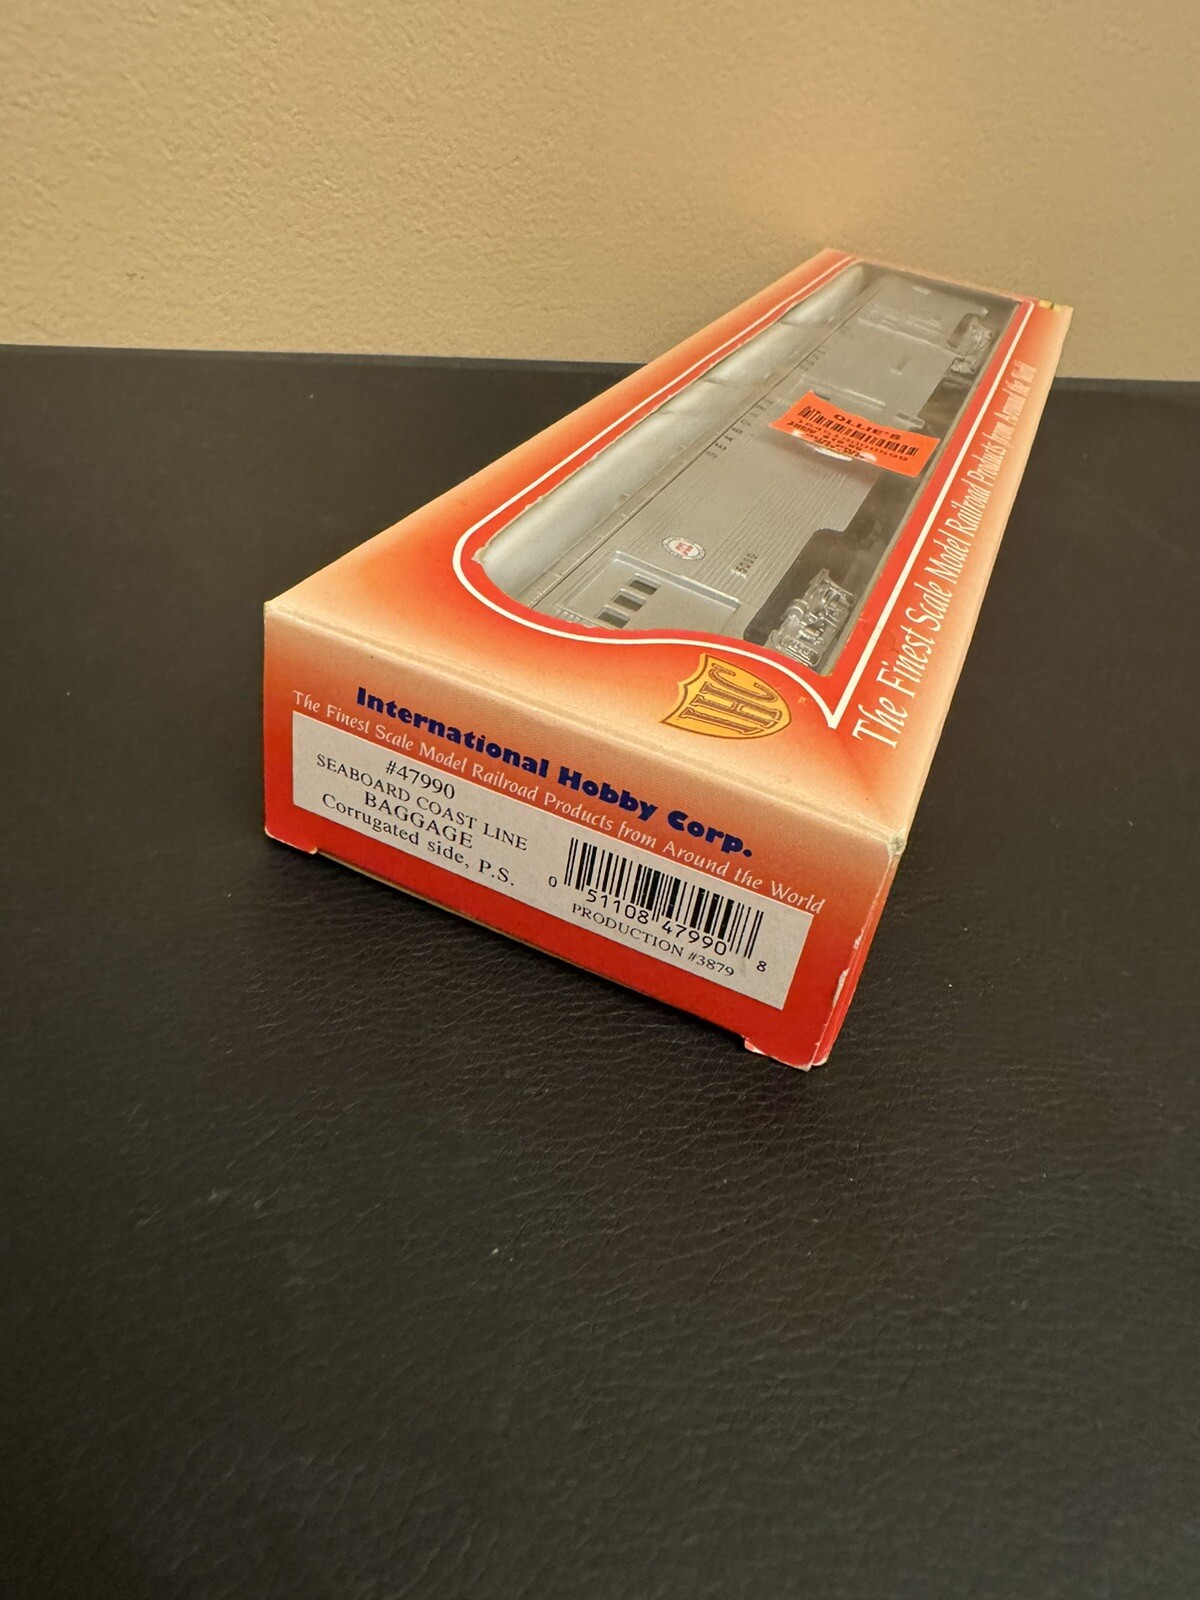 OLLIE'S
SEABOARD
5000
IHC
The Finest Scale Model Railroad Products from Around the World
International Hobby Corp.
The Finest Scale Model Railroad Products from Around the World
#47990
SEABOARD COAST LINE
BAGGAGE
Corrugated side, P.S.
0 51108 47990 8
PRODUCTION #3879